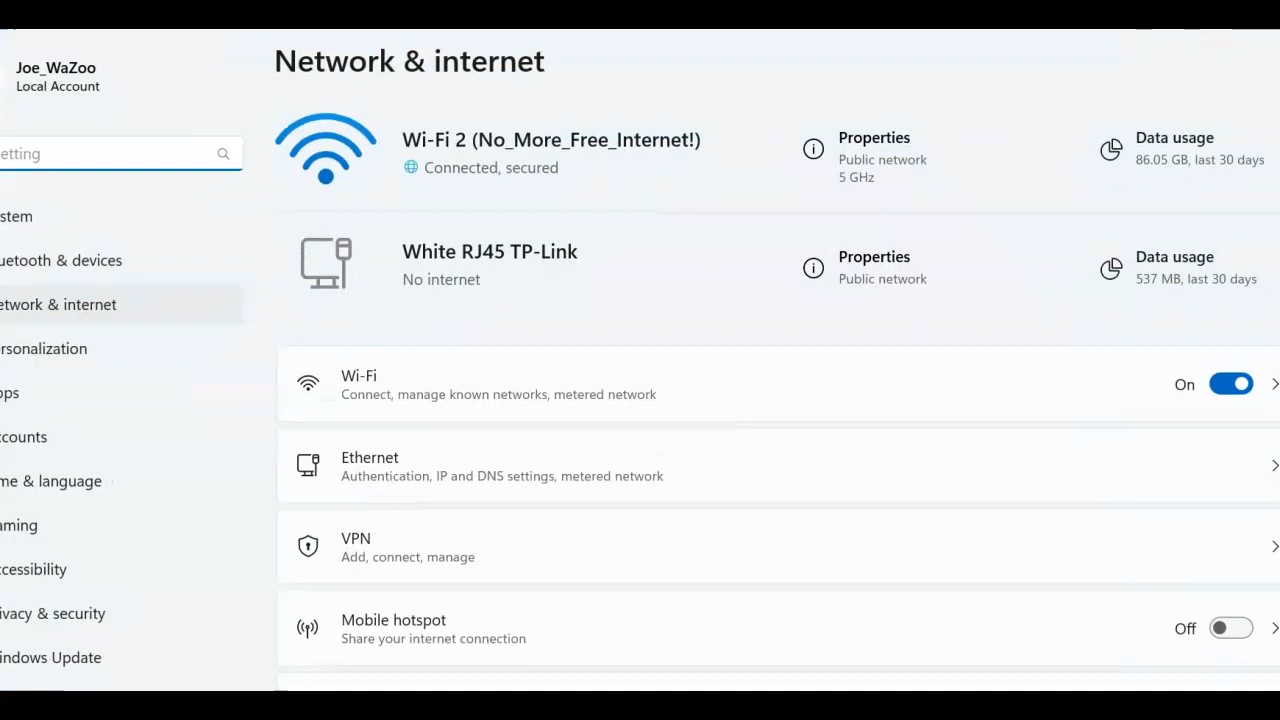 Joe_WaZoo
Local Account
etting
stem
uetooth & devices
etwork & internet
ersonalization
pps
ccounts
me & language
aming
ccessibility
ivacy & security
indows Update
Network & internet
Wi-Fi 2 (No_More_Free_Internet!)
Connected, secured
Properties
Public network
5 GHz
Data usage
86.05 GB, last 30 days
White RJ45 TP-Link
No internet
Properties
Public network
Data usage
537 MB, last 30 days
Wi-Fi
Connect, manage known networks, metered network
On
Ethernet
Authentication, IP and DNS settings, metered network
VPN
Add, connect, manage
Mobile hotspot
Share your internet connection
Off